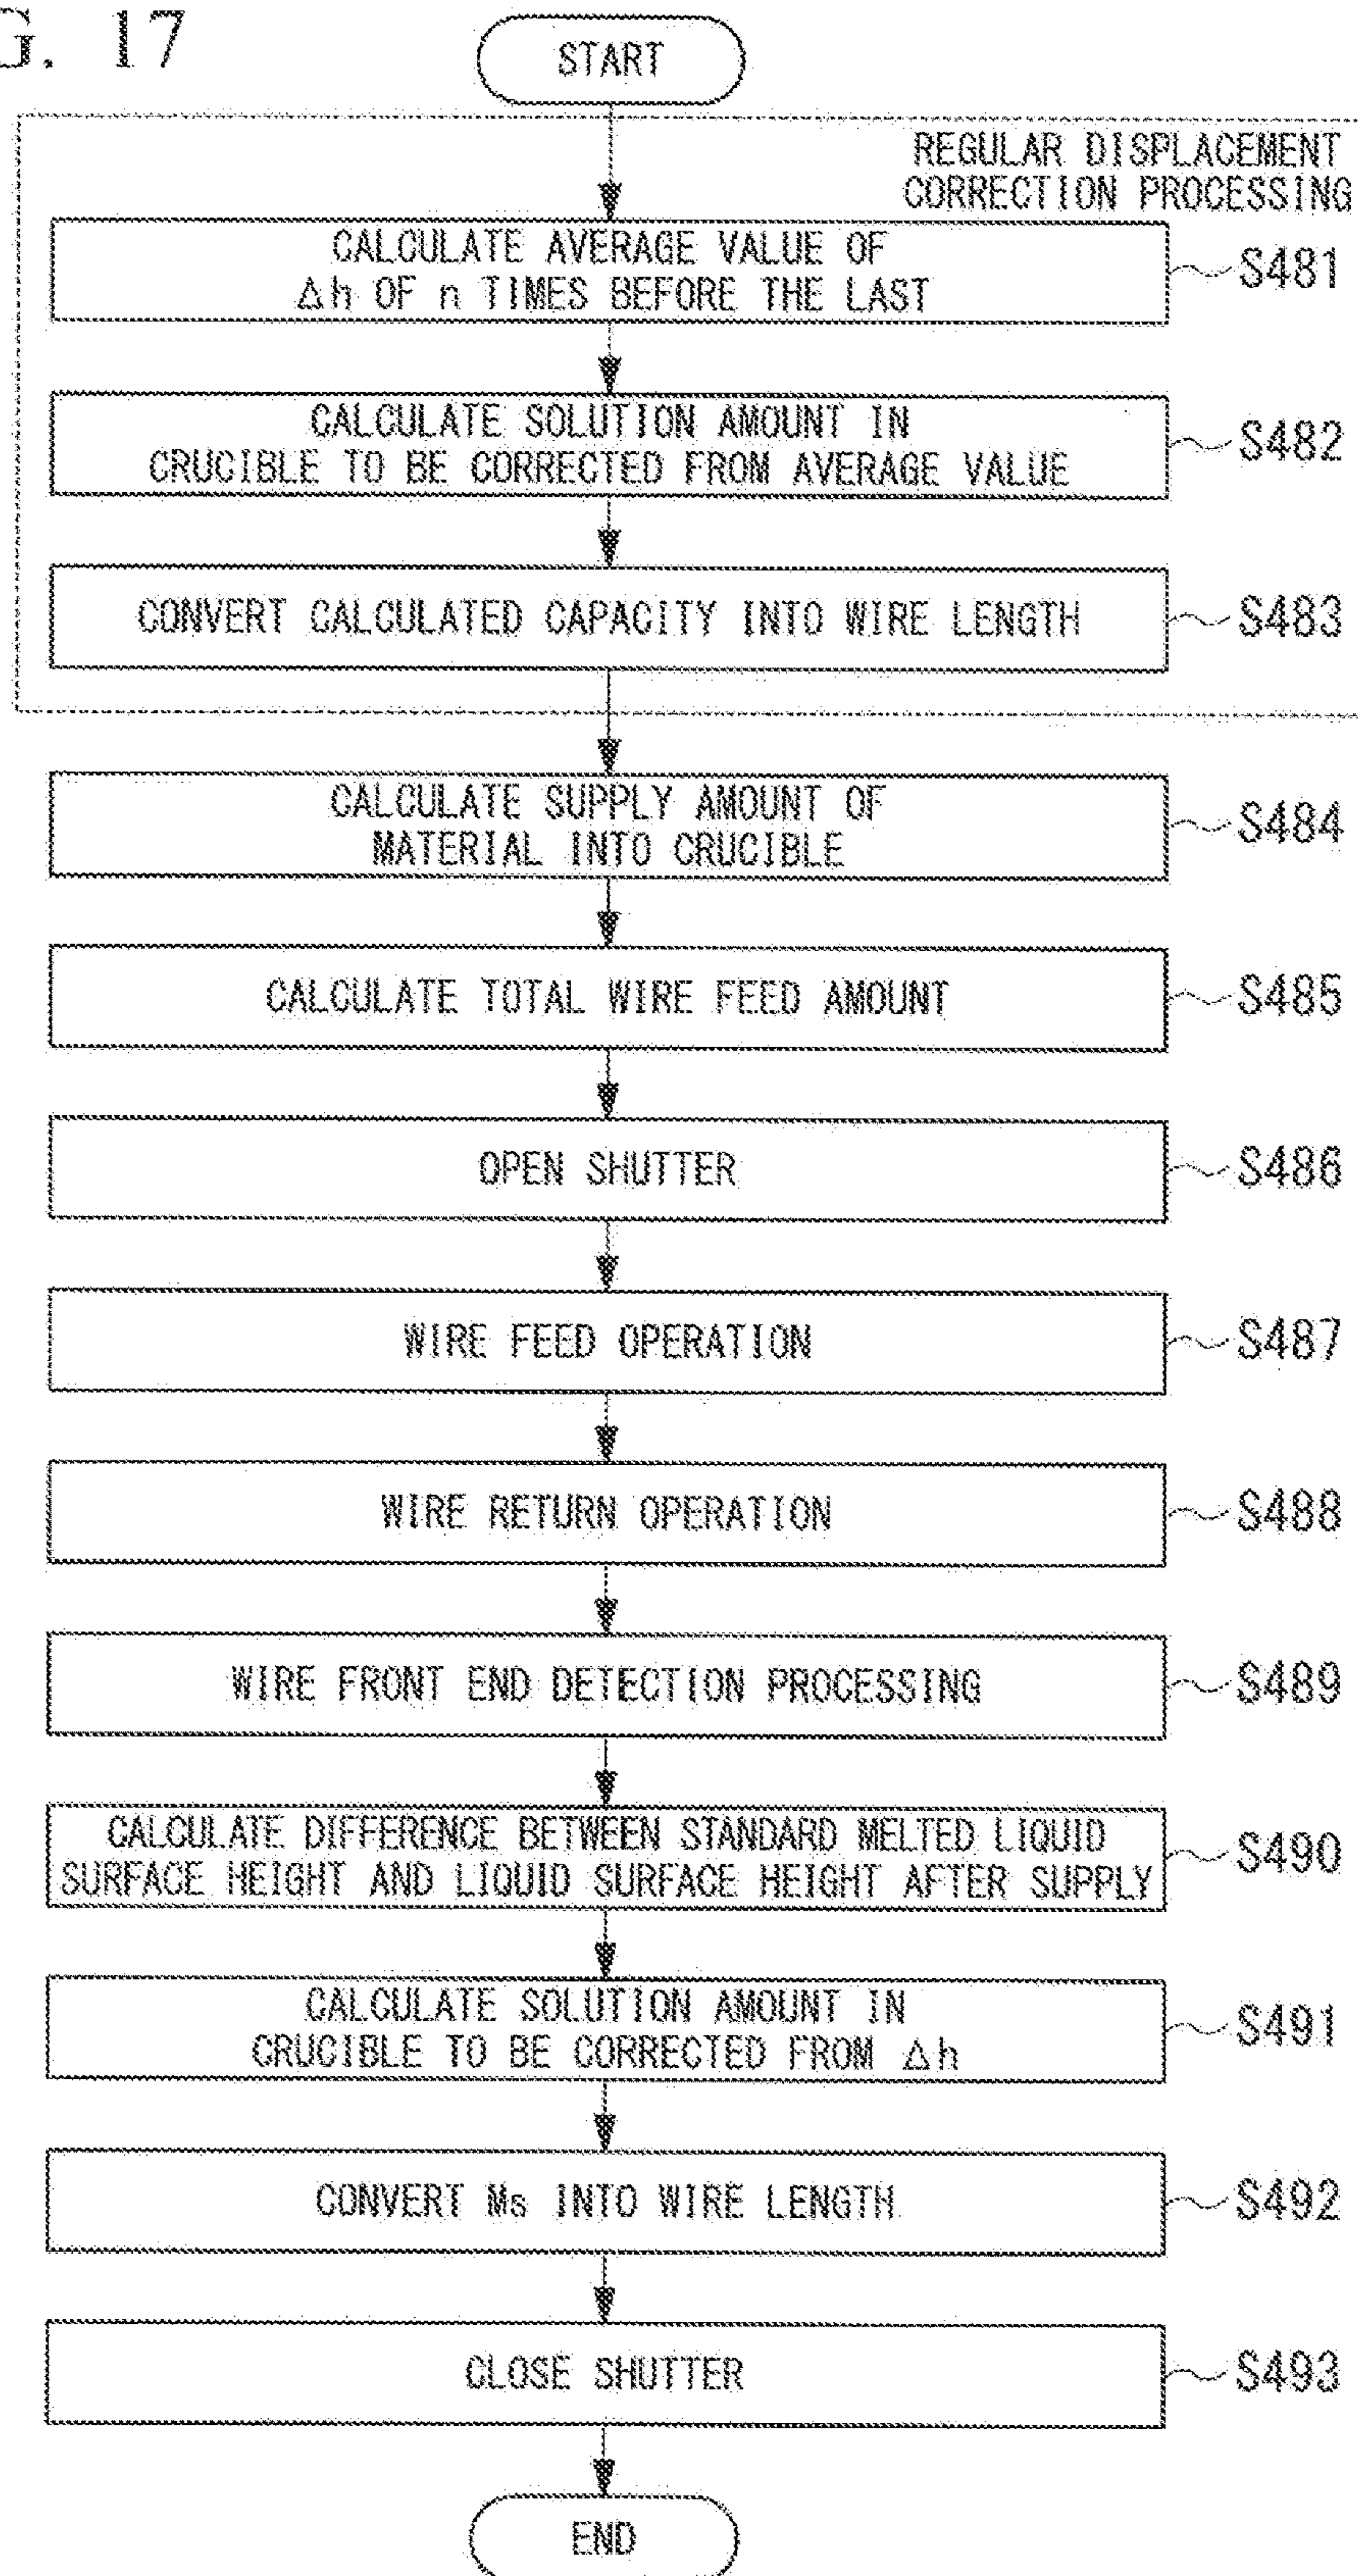 G. 17
START
REGULAR DISPLACEMENT
CORRECTION PROCESSING
CALCULATE AVERAGE VALUE OF
Δh OF n TIMES BEFORE THE LAST
S481
CALCULATE SOLUTION AMOUNT IN
CRUCIBLE TO BE CORRECTED FROM AVERAGE VALUE
S482
CONVERT CALCULATED CAPACITY INTO WIRE LENGTH
S483
CALCULATE SUPPLY AMOUNT OF
MATERIAL INTO CRUCIBLE
S484
CALCULATE TOTAL WIRE FEED AMOUNT
S485
OPEN SHUTTER
S486
WIRE FEED OPERATION
S487
WIRE RETURN OPERATION
S488
WIRE FRONT END DETECTION PROCESSING
S489
CALCULATE DIFFERENCE BETWEEN STANDARD MELTED LIQUID
SURFACE HEIGHT AND LIQUID SURFACE HEIGHT AFTER SUPPLY
S490
CALCULATE SOLUTION AMOUNT IN
CRUCIBLE TO BE CORRECTED FROM Δh
S491
CONVERT Ms INTO WIRE LENGTH
S492
CLOSE SHUTTER
S493
END